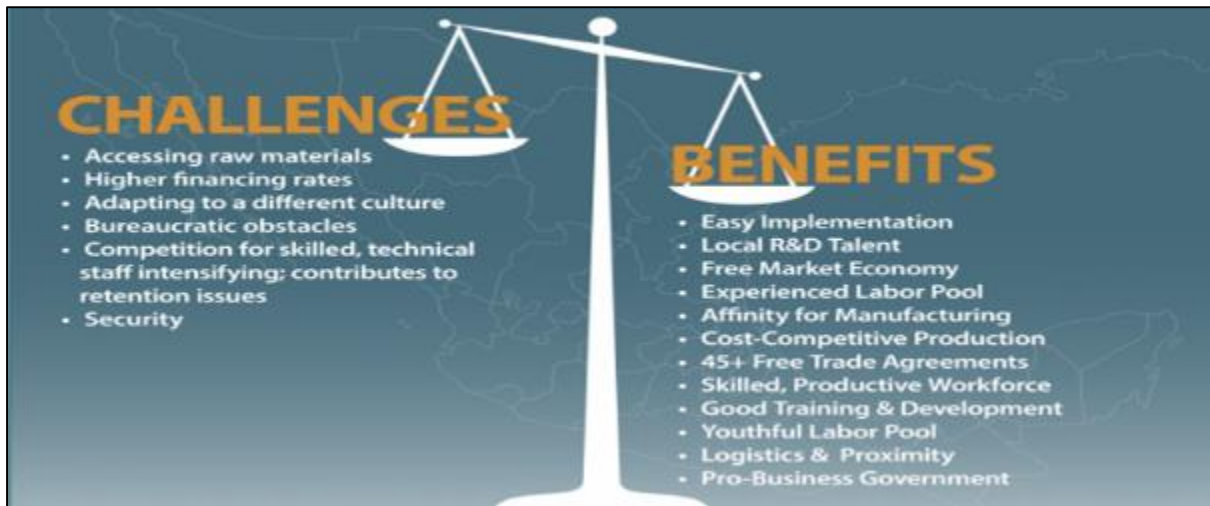 CHALLENGES
• Accessing raw materials
• Higher financing rates
• Adapting to a different culture
• Bureaucratic obstacles
• Competition for skilled, technical
staff intensifying; contributes to
retention issues
• Security
BENEFITS
• Easy Implementation
• Local R&D Talent
• Free Market Economy
• Experienced Labor Pool
• Affinity for Manufacturing
• Cost-Competitive Production
• 45+ Free Trade Agreements
• Skilled, Productive Workforce
• Good Training & Development
• Youthful Labor Pool
• Logistics & Proximity
• Pro-Business Government